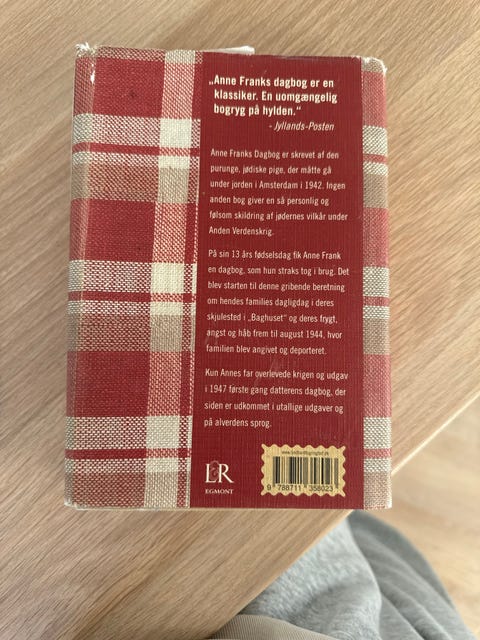 „Anne Franks dagbog er en
klassiker. En uomgængelig
bogryg på hylden.“
- Jyllands-Posten
Anne Franks Dagbog er skrevet af den
purunge, jødiske pige, der måtte gå
under jorden i Amsterdam i 1942. Ingen
anden bog giver en så personlig og
følsom skildring af jødernes vilkår under
Anden Verdenskrig.
På sin 13 års fødselsdag fik Anne Frank
en dagbog, som hun straks tog i brug. Det
blev starten til denne gribende beretning
om hendes families dagligdag i deres
skjulested i „Baghuset“ og deres frygt,
angst og håb frem til august 1944, hvor
familien blev angivet og deporteret.
Kun Annes far overlevede krigen og udgav
i 1947 første gang datterens dagbog, der
siden er udkommet i utallige udgaver og
på alverdens sprog.
L&R
EGMONT
www.lindhardtogringhof.dk
9 788711 358023